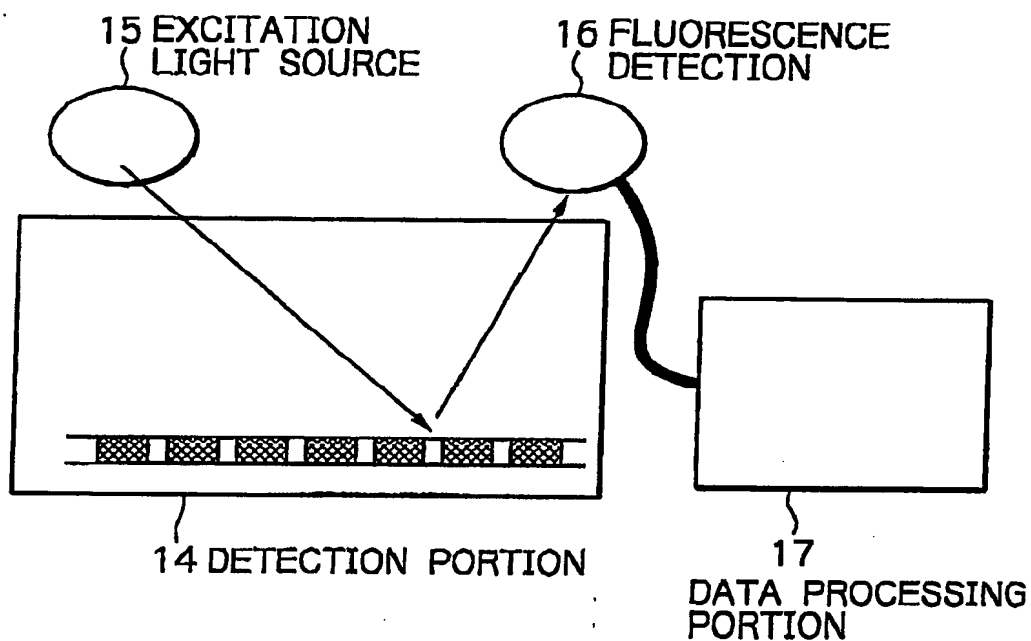 15 EXCITATION
LIGHT SOURCE
16 FLUORESCENCE
DETECTION
14 DETECTION PORTION
17
DATA PROCESSING
PORTION